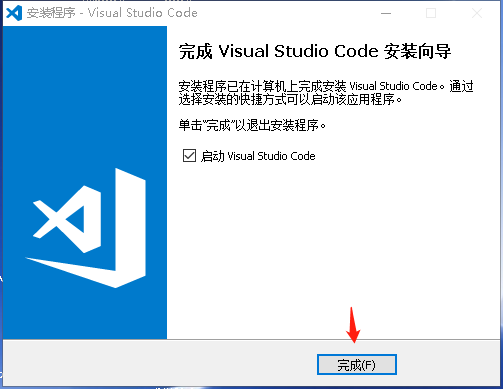 安装程序 - Visual Studio Code
完成 Visual Studio Code 安装向导
安装程序已在计算机上完成安装 Visual Studio Code。通过
选择安装的快捷方式可以启动该应用程序。
单击“完成”以退出安装程序。
启动 Visual Studio Code
完成(F)